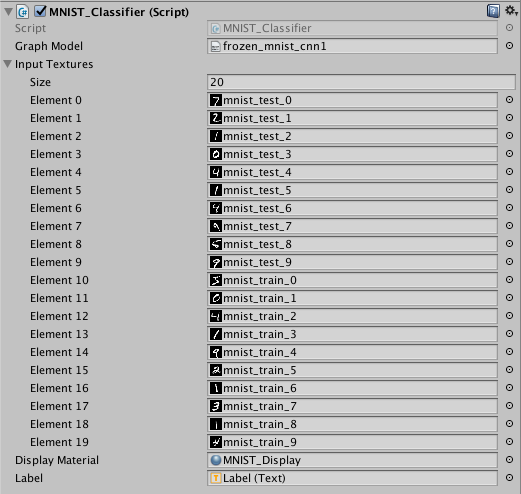 MNIST_Classifier (Script)
Script MNIST_Classifier
Graph Model frozen_mnist_cnn1
Input Textures
Size 20
Element 0 mnist_test_0
Element 1 mnist_test_1
Element 2 mnist_test_2
Element 3 mnist_test_3
Element 4 mnist_test_4
Element 5 mnist_test_5
Element 6 mnist_test_6
Element 7 mnist_test_7
Element 8 mnist_test_8
Element 9 mnist_test_9
Element 10 mnist_train_0
Element 11 mnist_train_1
Element 12 mnist_train_2
Element 13 mnist_train_3
Element 14 mnist_train_4
Element 15 mnist_train_5
Element 16 mnist_train_6
Element 17 mnist_train_7
Element 18 mnist_train_8
Element 19 mnist_train_9
Display Material MNIST_Display
Label Label (Text)